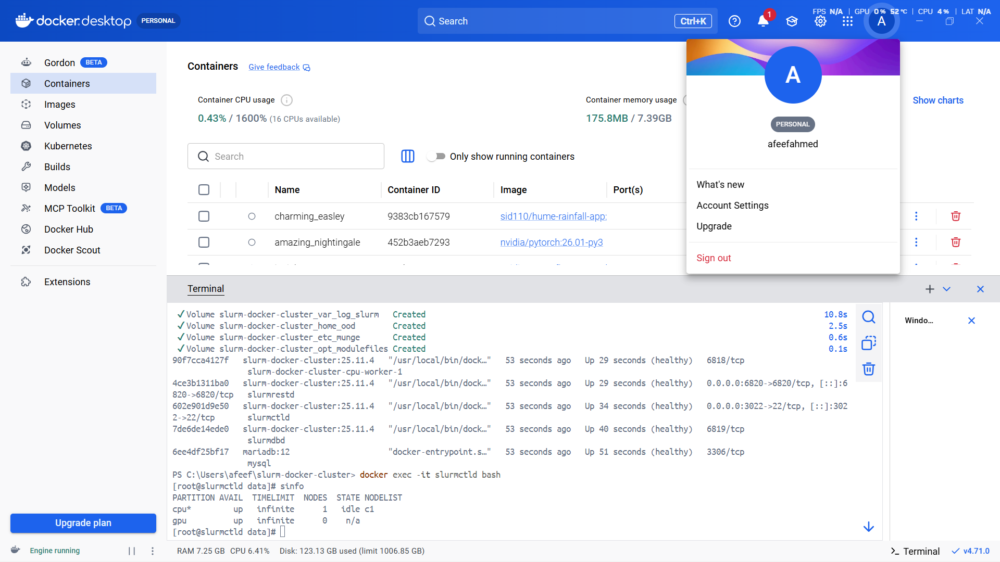 docker.desktop PERSONAL
Search Ctrl+K
1
FPS N/A | GPU 0% 52°C | CPU 4% | LAT N/A
A
Gordon BETA
Containers
Images
Volumes
Kubernetes
Builds
Models
MCP Toolkit BETA
Docker Hub
Docker Scout
Extensions
Upgrade plan
Engine running
Containers Give feedback
Container CPU usage
0.43% / 1600% (16 CPUs available)
Container memory usage
175.8MB / 7.39GB
Show charts
Search
Only show running containers
Name Container ID Image Port(s)
charming_easley 9383cb167579 sid110/hume-rainfall-app:
amazing_nightingale 452b3aeb7293 nvidia/pytorch:26.01-py3
A
PERSONAL
afeefahmed
What's new
Account Settings
Upgrade
Sign out
Terminal
✓Volume slurm-docker-cluster_var_log_slurm Created 10.8s
✓Volume slurm-docker-cluster_home_ood Created 2.5s
✓Volume slurm-docker-cluster_etc_munge Created 0.6s
✓Volume slurm-docker-cluster_opt_modulefiles Created 0.1s
90f7cca4127f slurm-docker-cluster:25.11.4 "/usr/local/bin/dock…" 53 seconds ago Up 29 seconds (healthy) 6818/tcp
slurm-docker-cluster-cpu-worker-1
4ce3b1311ba0 slurm-docker-cluster:25.11.4 "/usr/local/bin/dock…" 53 seconds ago Up 29 seconds (healthy) 0.0.0.0:6820->6820/tcp, [::]:6
820->6820/tcp slurmrestd
602e901d9e50 slurm-docker-cluster:25.11.4 "/usr/local/bin/dock…" 53 seconds ago Up 34 seconds (healthy) 0.0.0.0:3022->22/tcp, [::]:302
2->22/tcp slurmctld
7de6de14ede0 slurm-docker-cluster:25.11.4 "/usr/local/bin/dock…" 53 seconds ago Up 40 seconds (healthy) 6819/tcp
slurmdbd
6ee4df25bf17 mariadb:12 "docker-entrypoint.s…" 53 seconds ago Up 51 seconds (healthy) 3306/tcp
mysql
PS C:\Users\afeef\slurm-docker-cluster> docker exec -it slurmctld bash
[root@slurmctld data]# sinfo
PARTITION AVAIL TIMELIMIT NODES STATE NODELIST
cpu* up infinite 1 idle c1
gpu up infinite 0 n/a
[root@slurmctld data]#
Windo...
RAM 7.25 GB CPU 6.41% Disk: 123.13 GB used (limit 1006.85 GB)
Terminal v4.71.0